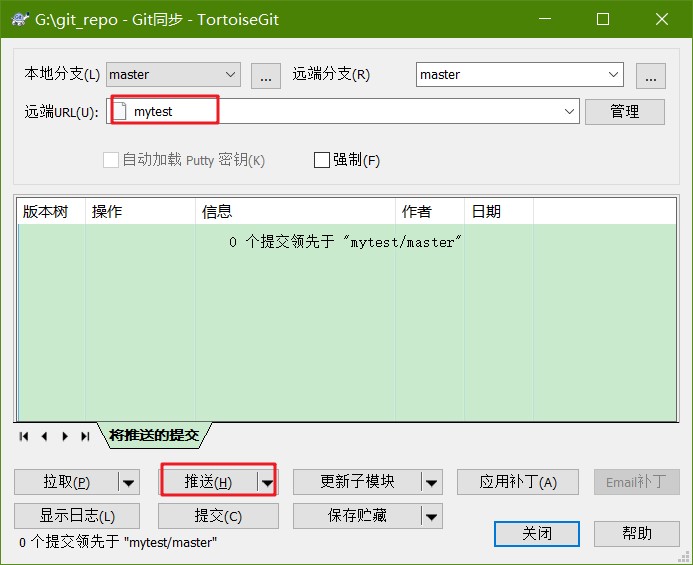 G:\git_repo - Git同步 - TortoiseGit
本地分支(L) master ... 远端分支(R) master ...
远端URL(U): mytest 管理
自动加载 Putty 密钥(K) 强制(F)
版本树 操作 信息 作者 日期
0 个提交领先于 "mytest/master"
将推送的提交
拉取(P) 推送(H) 更新子模块 应用补丁(A) Email补丁
显示日志(L) 提交(C) 保存贮藏
关闭 帮助
0 个提交领先于 "mytest/master"